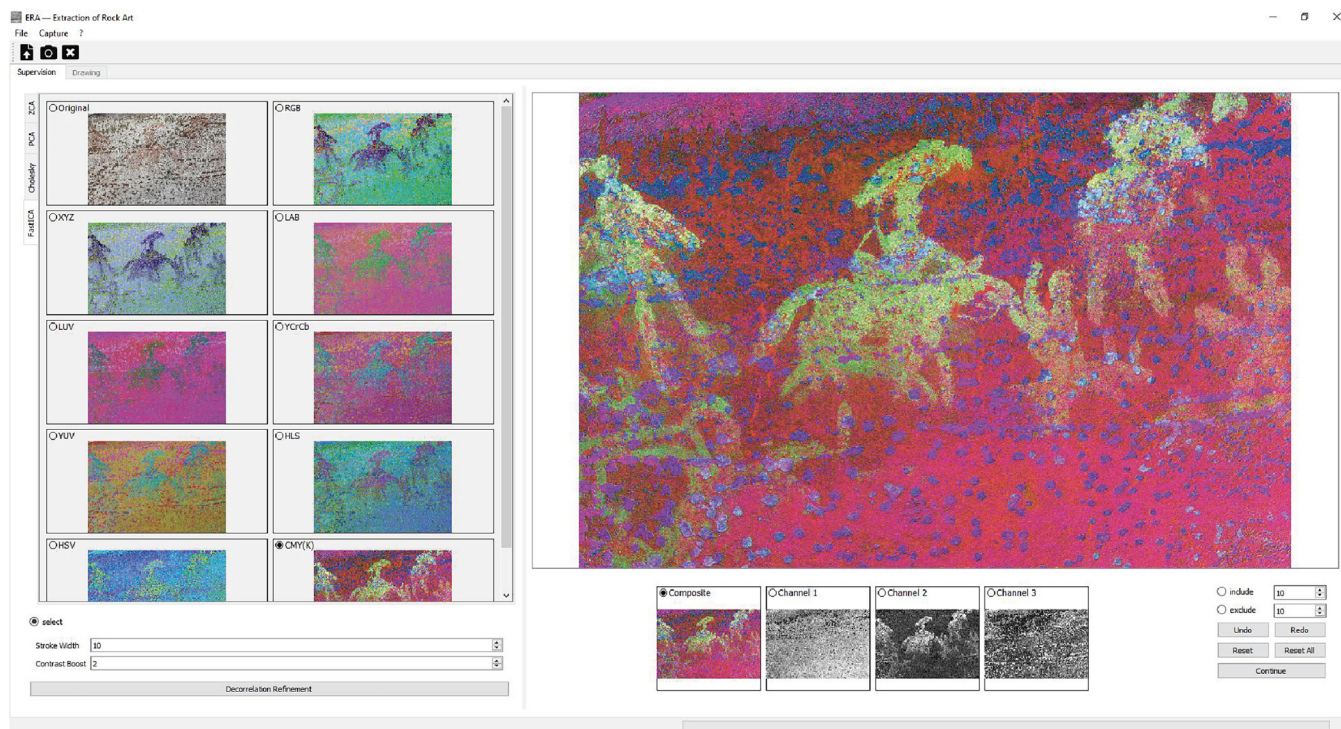 ERA — Extraction of Rock Art
File Capture ?
Supervision Drawing
ZCA
PCA
Cholesky
FastICA
Original
RGB
XYZ
LAB
LUV
YCrCb
YUV
HLS
HSV
CMY(K)
select
Stroke Width 10
Contrast Boost 2
Decorrelation Refinement
Composite
Channel 1
Channel 2
Channel 3
include 10
exclude 10
Undo Redo
Reset Reset All
Continue